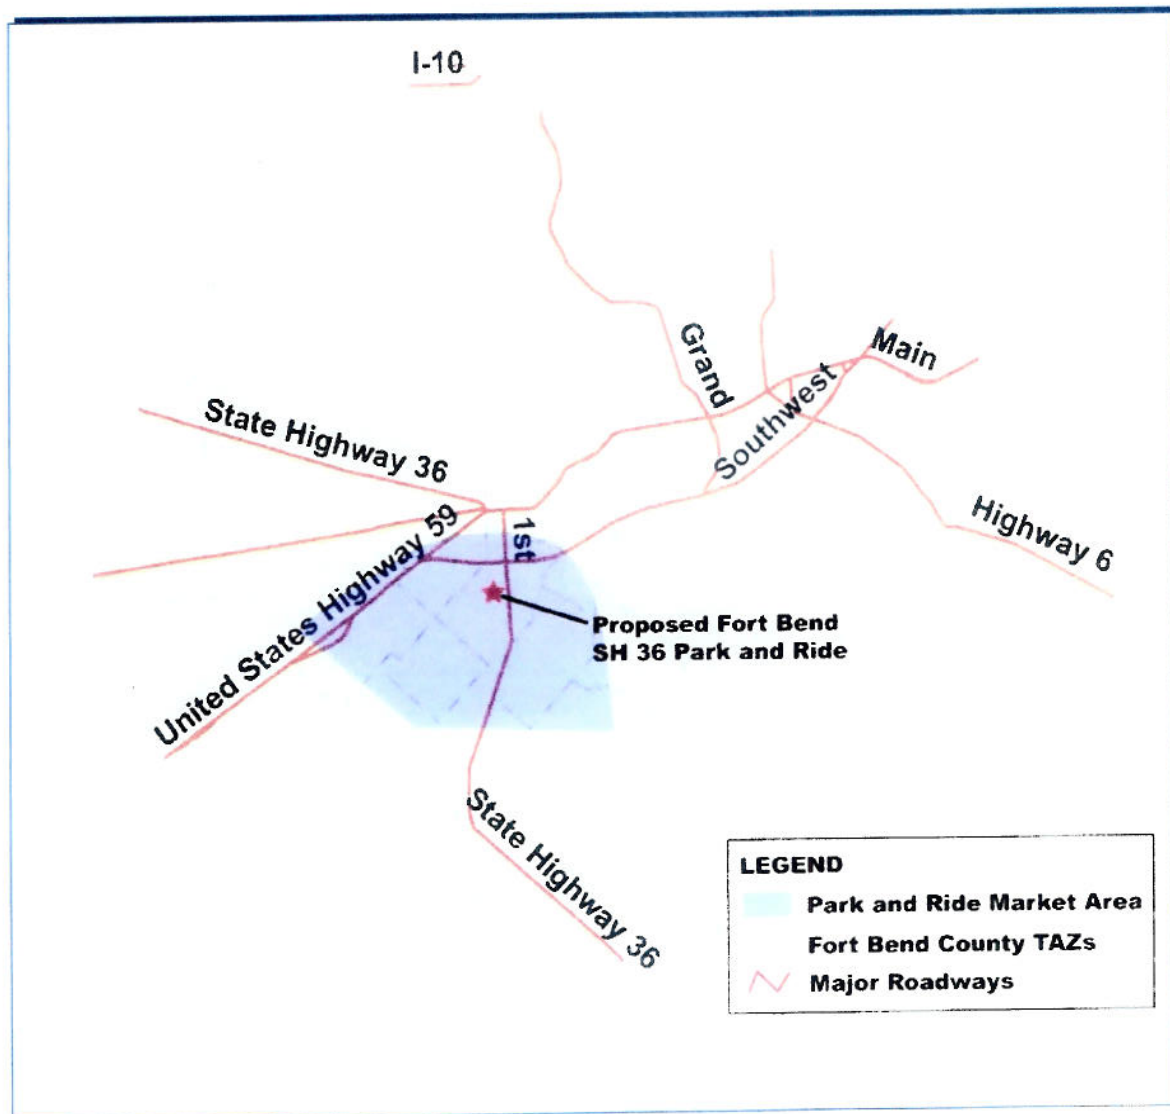 I-10
Grand
Main
Southwest
State Highway 36
Highway 6
1st
United States Highway 59
Proposed Fort Bend
SH 36 Park and Ride
State Highway 36
LEGEND
Park and Ride Market Area
Fort Bend County TAZs
Major Roadways